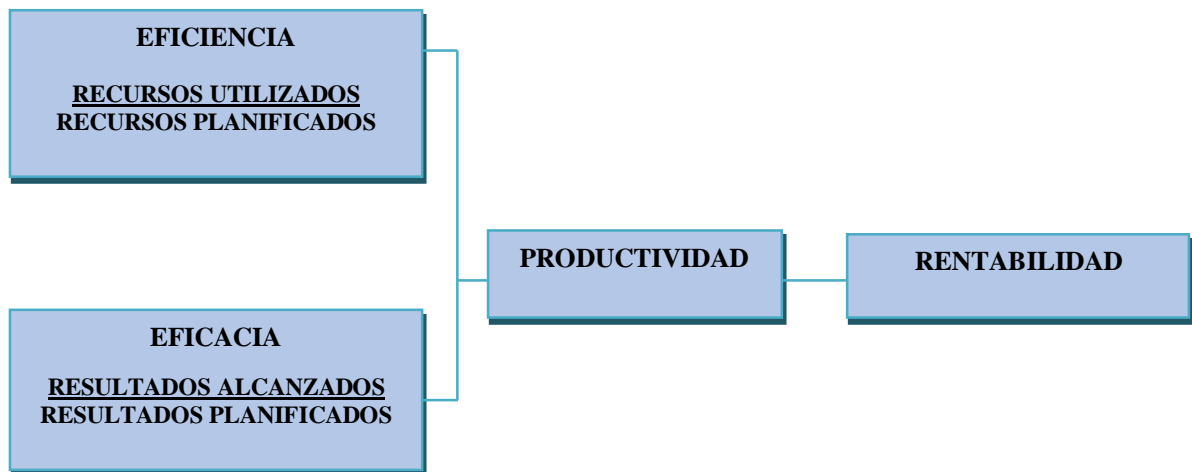 EFICIENCIA
RECURSOS UTILIZADOS
RECURSOS PLANIFICADOS
EFICACIA
RESULTADOS ALCANZADOS
RESULTADOS PLANIFICADOS
PRODUCTIVIDAD
RENTABILIDAD